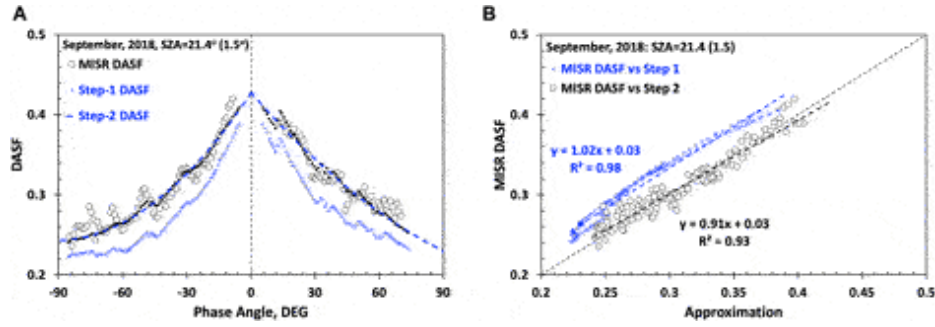 A
September, 2018, SZA=21.4° (1.5°)
MISR DASF
Step-1 DASF
Step-2 DASF
0.5
0.4
0.3
0.2
DASF
-90
-60
-30
0
30
60
90
Phase Angle, DEG
B
September, 2018: SZA=21.4 (1.5)
MISR DASF vs Step 1
MISR DASF vs Step 2
y = 1.02x + 0.03
R² = 0.98
y = 0.91x + 0.03
R² = 0.93
0.5
0.4
0.3
0.2
MISR DASF
0.2
0.25
0.3
0.35
0.4
0.45
0.5
Approximation